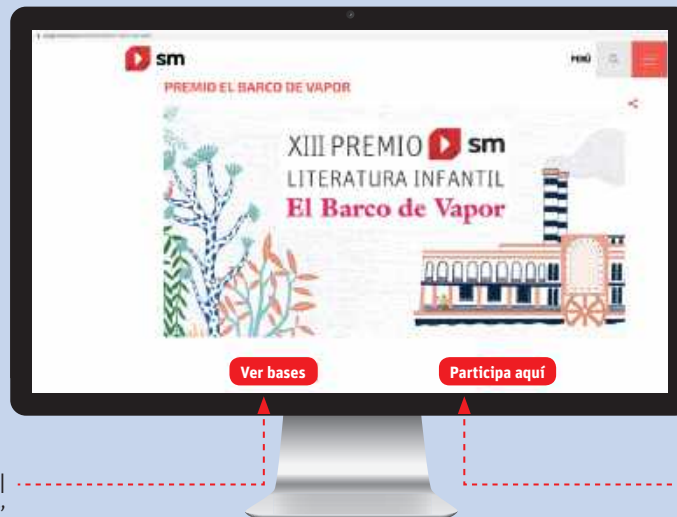 sm
PERÚ
PREMIO EL BARCO DE VAPOR
XIII PREMIO sm
LITERATURA INFANTIL
El Barco de Vapor
Ver bases
Participa aquí
l
,